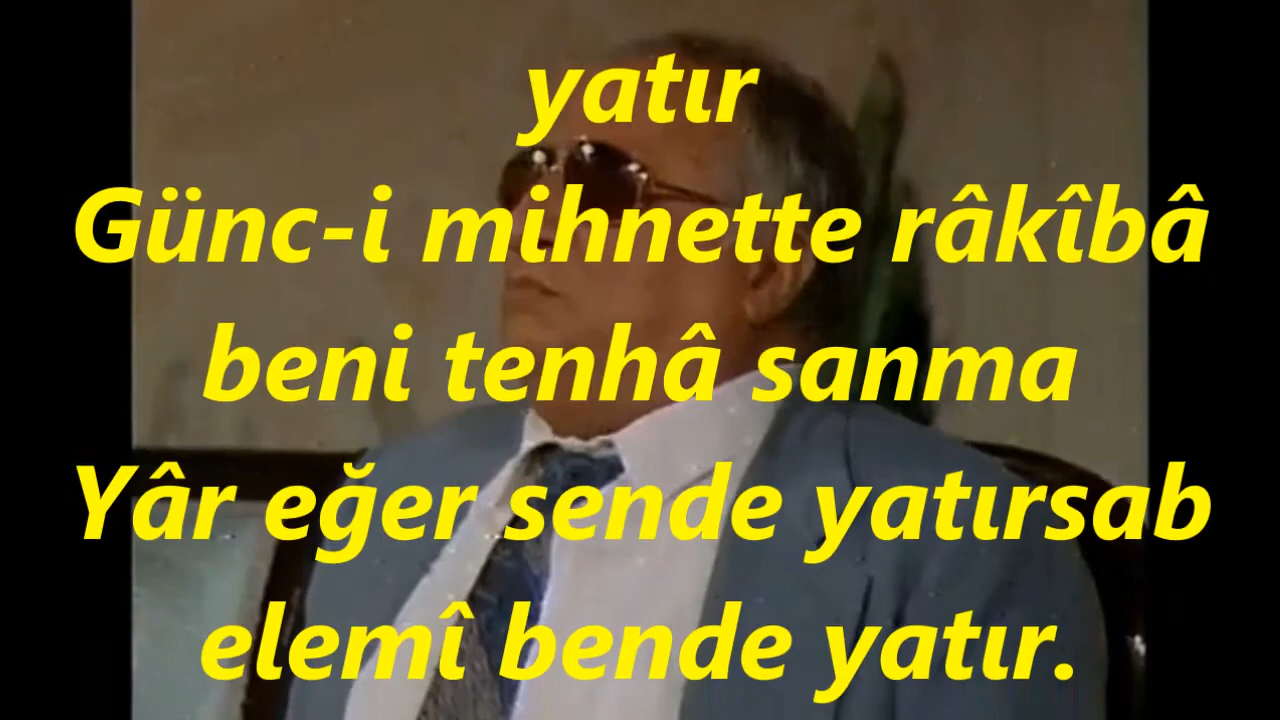 yatır
Günc-i mihnette râkîbâ
beni tenhâ sanma
Yâr eğer sende yatırsab
elemî bende yatır.